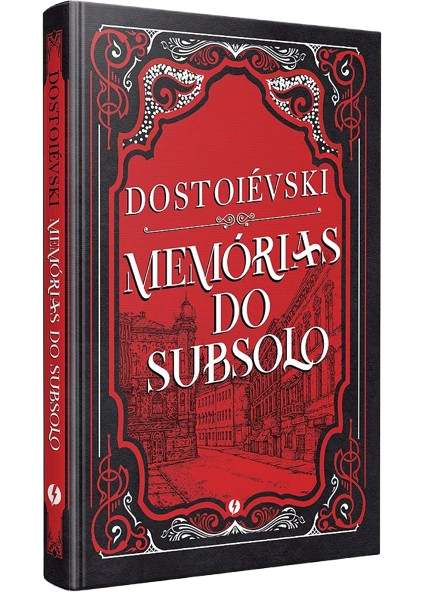 DOSTOIÉVSKI MEMÓRIAS DO SUBSOLO
DOSTOIÉVSKI
MEMÓRIAS
DO
SUBSOLO